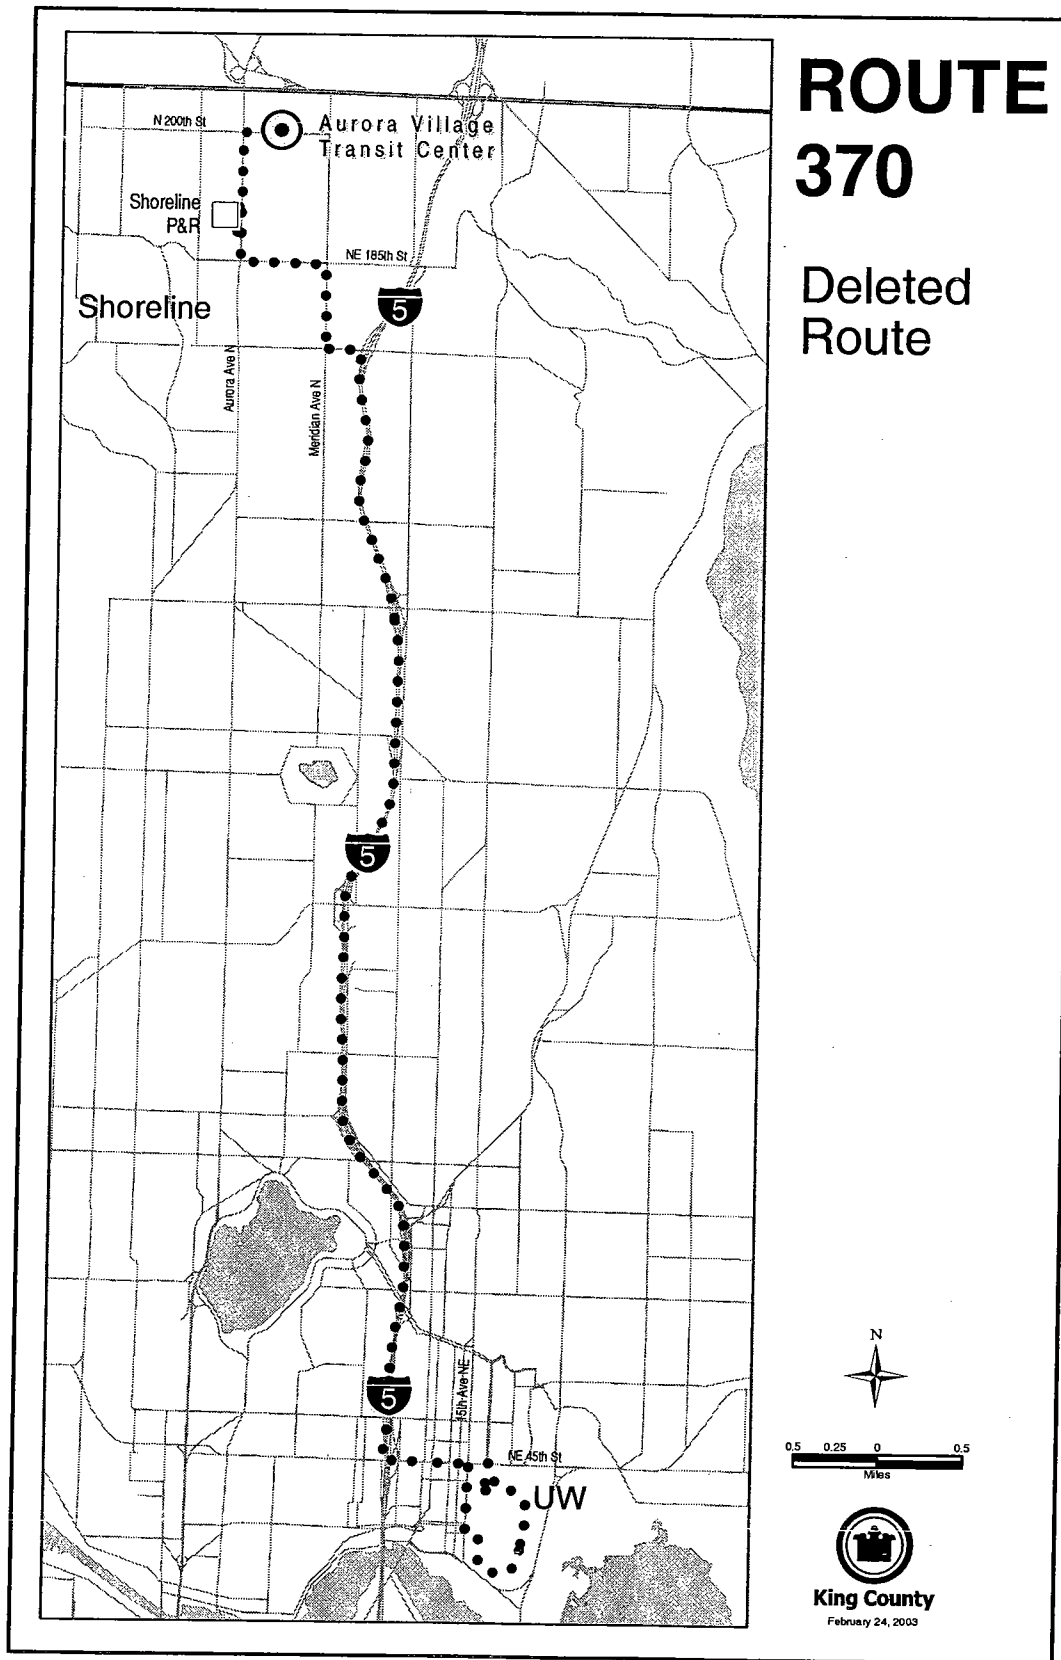 ROUTE
370
Deleted
Route
N 200th St
Aurora Village
Transit Center
Shoreline
P&R
NE 185th St
Shoreline
5
Aurora Ave N
Meridian Ave N
5
5
15th Ave NE
NE 45th St
UW
N
0.5 0.25 0 0.5
Miles
King County
February 24, 2003